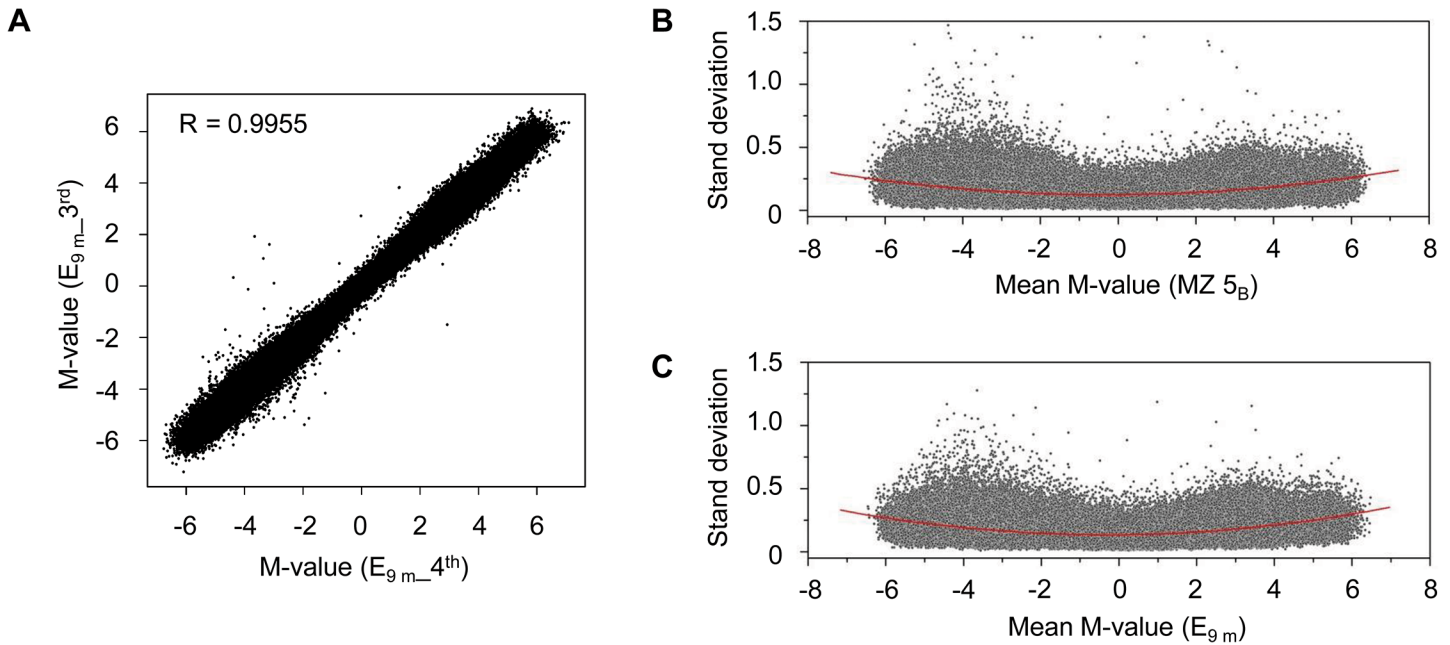 A
R = 0.9955
6
4
2
0
-2
-4
-6
M-value (E9 m_3rd)
-6 -4 -2 0 2 4 6
M-value (E9 m_4th)
B
1.5
1.0
0.5
0
Stand deviation
-8 -6 -4 -2 0 2 4 6 8
Mean M-value (MZ 5B)
C
1.5
1.0
0.5
0
Stand deviation
-8 -6 -4 -2 0 2 4 6 8
Mean M-value (E9 m)